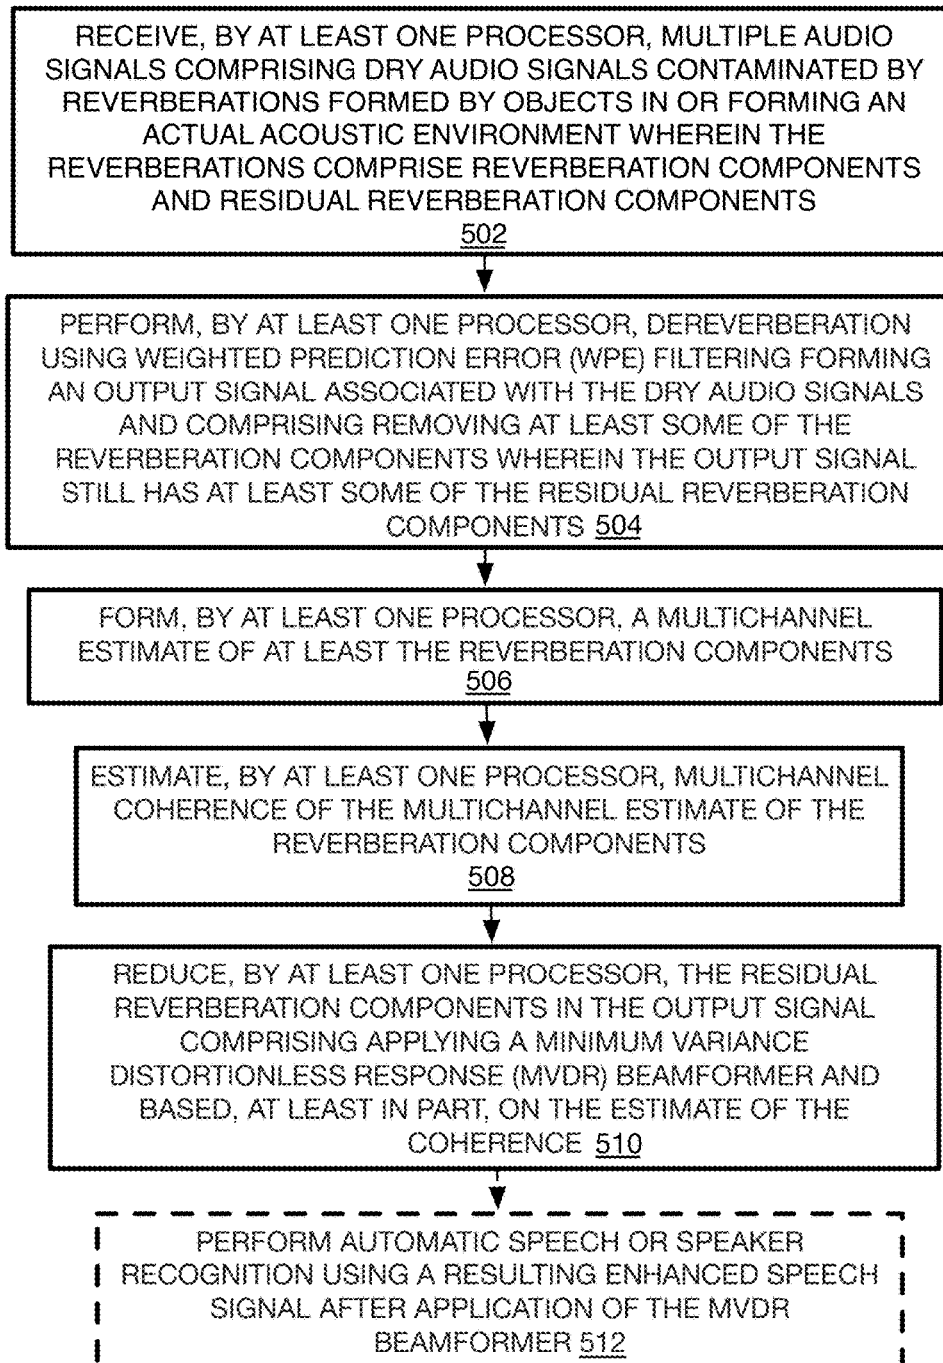 RECEIVE, BY AT LEAST ONE PROCESSOR, MULTIPLE AUDIO
SIGNALS COMPRISING DRY AUDIO SIGNALS CONTAMINATED BY
REVERBERATIONS FORMED BY OBJECTS IN OR FORMING AN
ACTUAL ACOUSTIC ENVIRONMENT WHEREIN THE
REVERBERATIONS COMPRISE REVERBERATION COMPONENTS
AND RESIDUAL REVERBERATION COMPONENTS
502
PERFORM, BY AT LEAST ONE PROCESSOR, DEREVERBERATION
USING WEIGHTED PREDICTION ERROR (WPE) FILTERING FORMING
AN OUTPUT SIGNAL ASSOCIATED WITH THE DRY AUDIO SIGNALS
AND COMPRISING REMOVING AT LEAST SOME OF THE
REVERBERATION COMPONENTS WHEREIN THE OUTPUT SIGNAL
STILL HAS AT LEAST SOME OF THE RESIDUAL REVERBERATION
COMPONENTS 504
FORM, BY AT LEAST ONE PROCESSOR, A MULTICHANNEL
ESTIMATE OF AT LEAST THE REVERBERATION COMPONENTS
506
ESTIMATE, BY AT LEAST ONE PROCESSOR, MULTICHANNEL
COHERENCE OF THE MULTICHANNEL ESTIMATE OF THE
REVERBERATION COMPONENTS
508
REDUCE, BY AT LEAST ONE PROCESSOR, THE RESIDUAL
REVERBERATION COMPONENTS IN THE OUTPUT SIGNAL
COMPRISING APPLYING A MINIMUM VARIANCE
DISTORTIONLESS RESPONSE (MVDR) BEAMFORMER AND
BASED, AT LEAST IN PART, ON THE ESTIMATE OF THE
COHERENCE 510
PERFORM AUTOMATIC SPEECH OR SPEAKER
RECOGNITION USING A RESULTING ENHANCED SPEECH
SIGNAL AFTER APPLICATION OF THE MVDR
BEAMFORMER 512